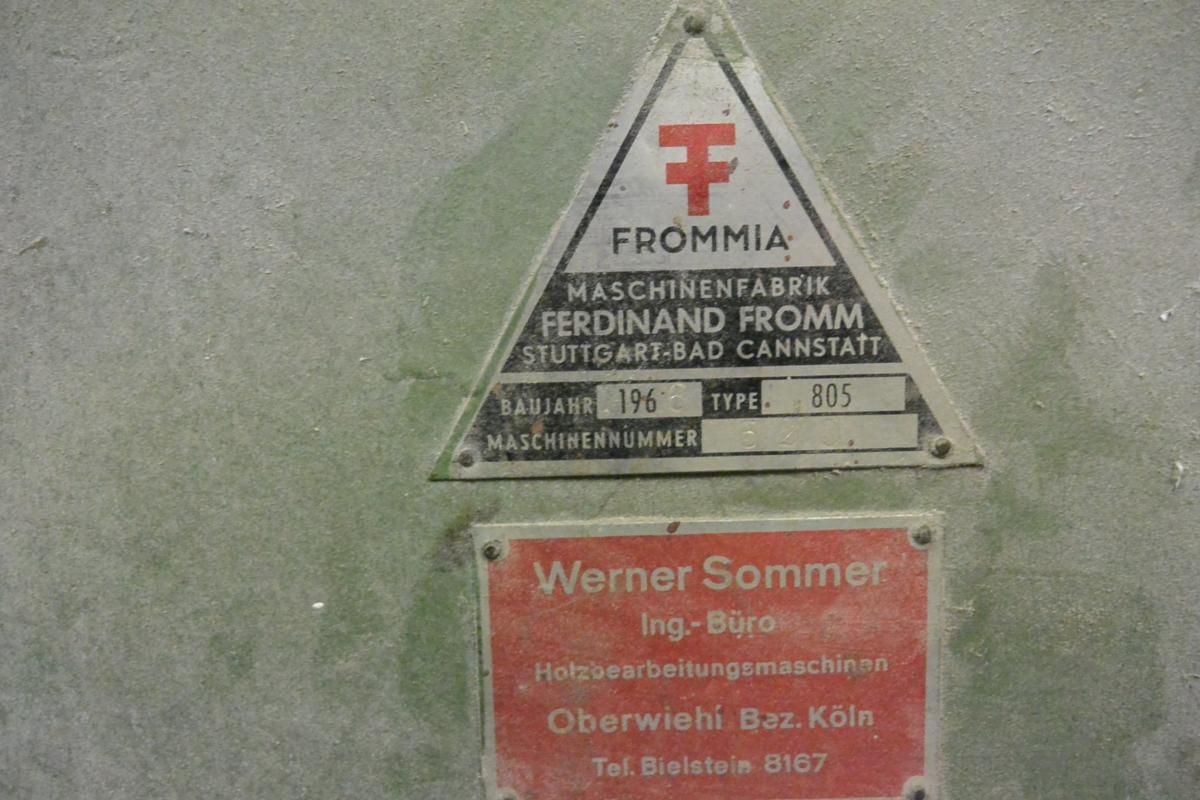 FROMMIA
MASCHINENFABRIK
FERDINAND FROMM
STUTTGART-BAD CANNSTATT
BAUJAHR 1966 TYPE 805
MASCHINENNUMMER
Werner Sommer
Ing.-Büro
Holzbearbeitungsmaschinen
Oberwiehl Bez. Köln
Tel. Bielstein 8167